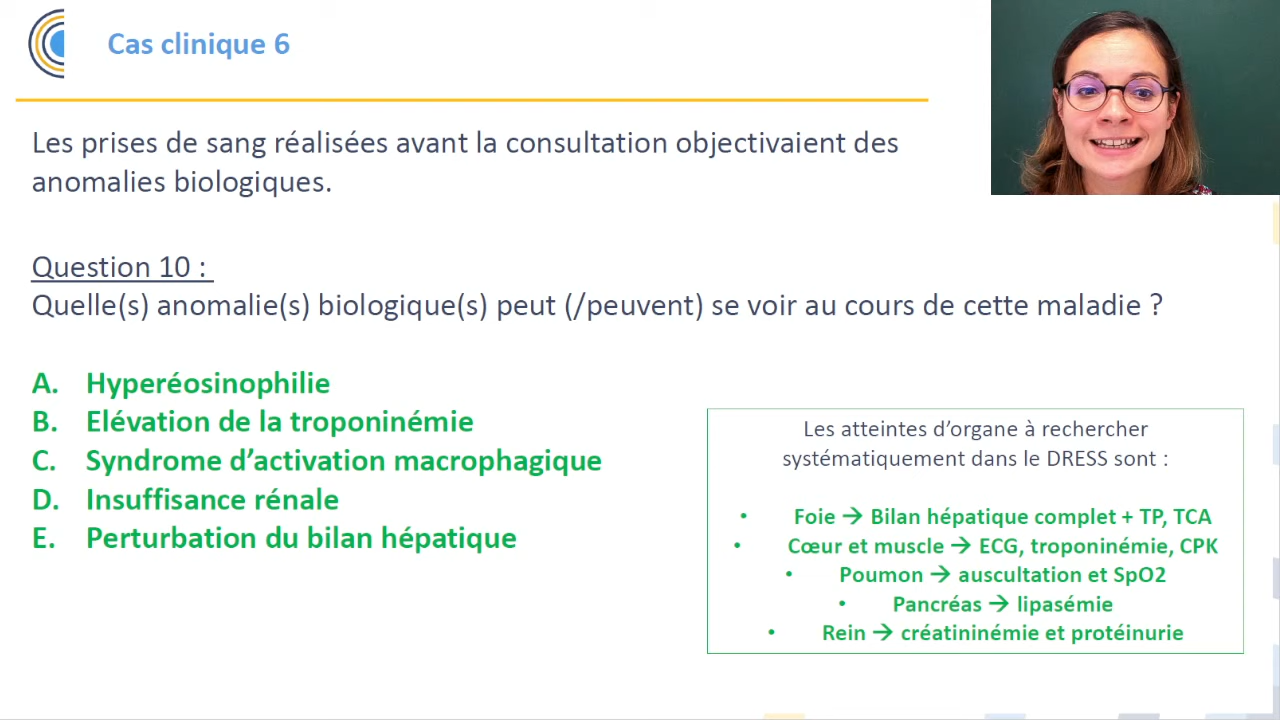 Cas clinique 6
Les prises de sang réalisées avant la consultation objectivaient des
anomalies biologiques.
Question 10 :
Quelle(s) anomalie(s) biologique(s) peut (/peuvent) se voir au cours de cette maladie ?
A. Hyperéosinophilie
B. Elévation de la troponinémie
C. Syndrome d’activation macrophagique
D. Insuffisance rénale
E. Perturbation du bilan hépatique
Les atteintes d’organe à rechercher
systématiquement dans le DRESS sont :
• Foie → Bilan hépatique complet + TP, TCA
• Cœur et muscle → ECG, troponinémie, CPK
• Poumon → auscultation et SpO2
• Pancréas → lipasémie
• Rein → créatininémie et protéinurie